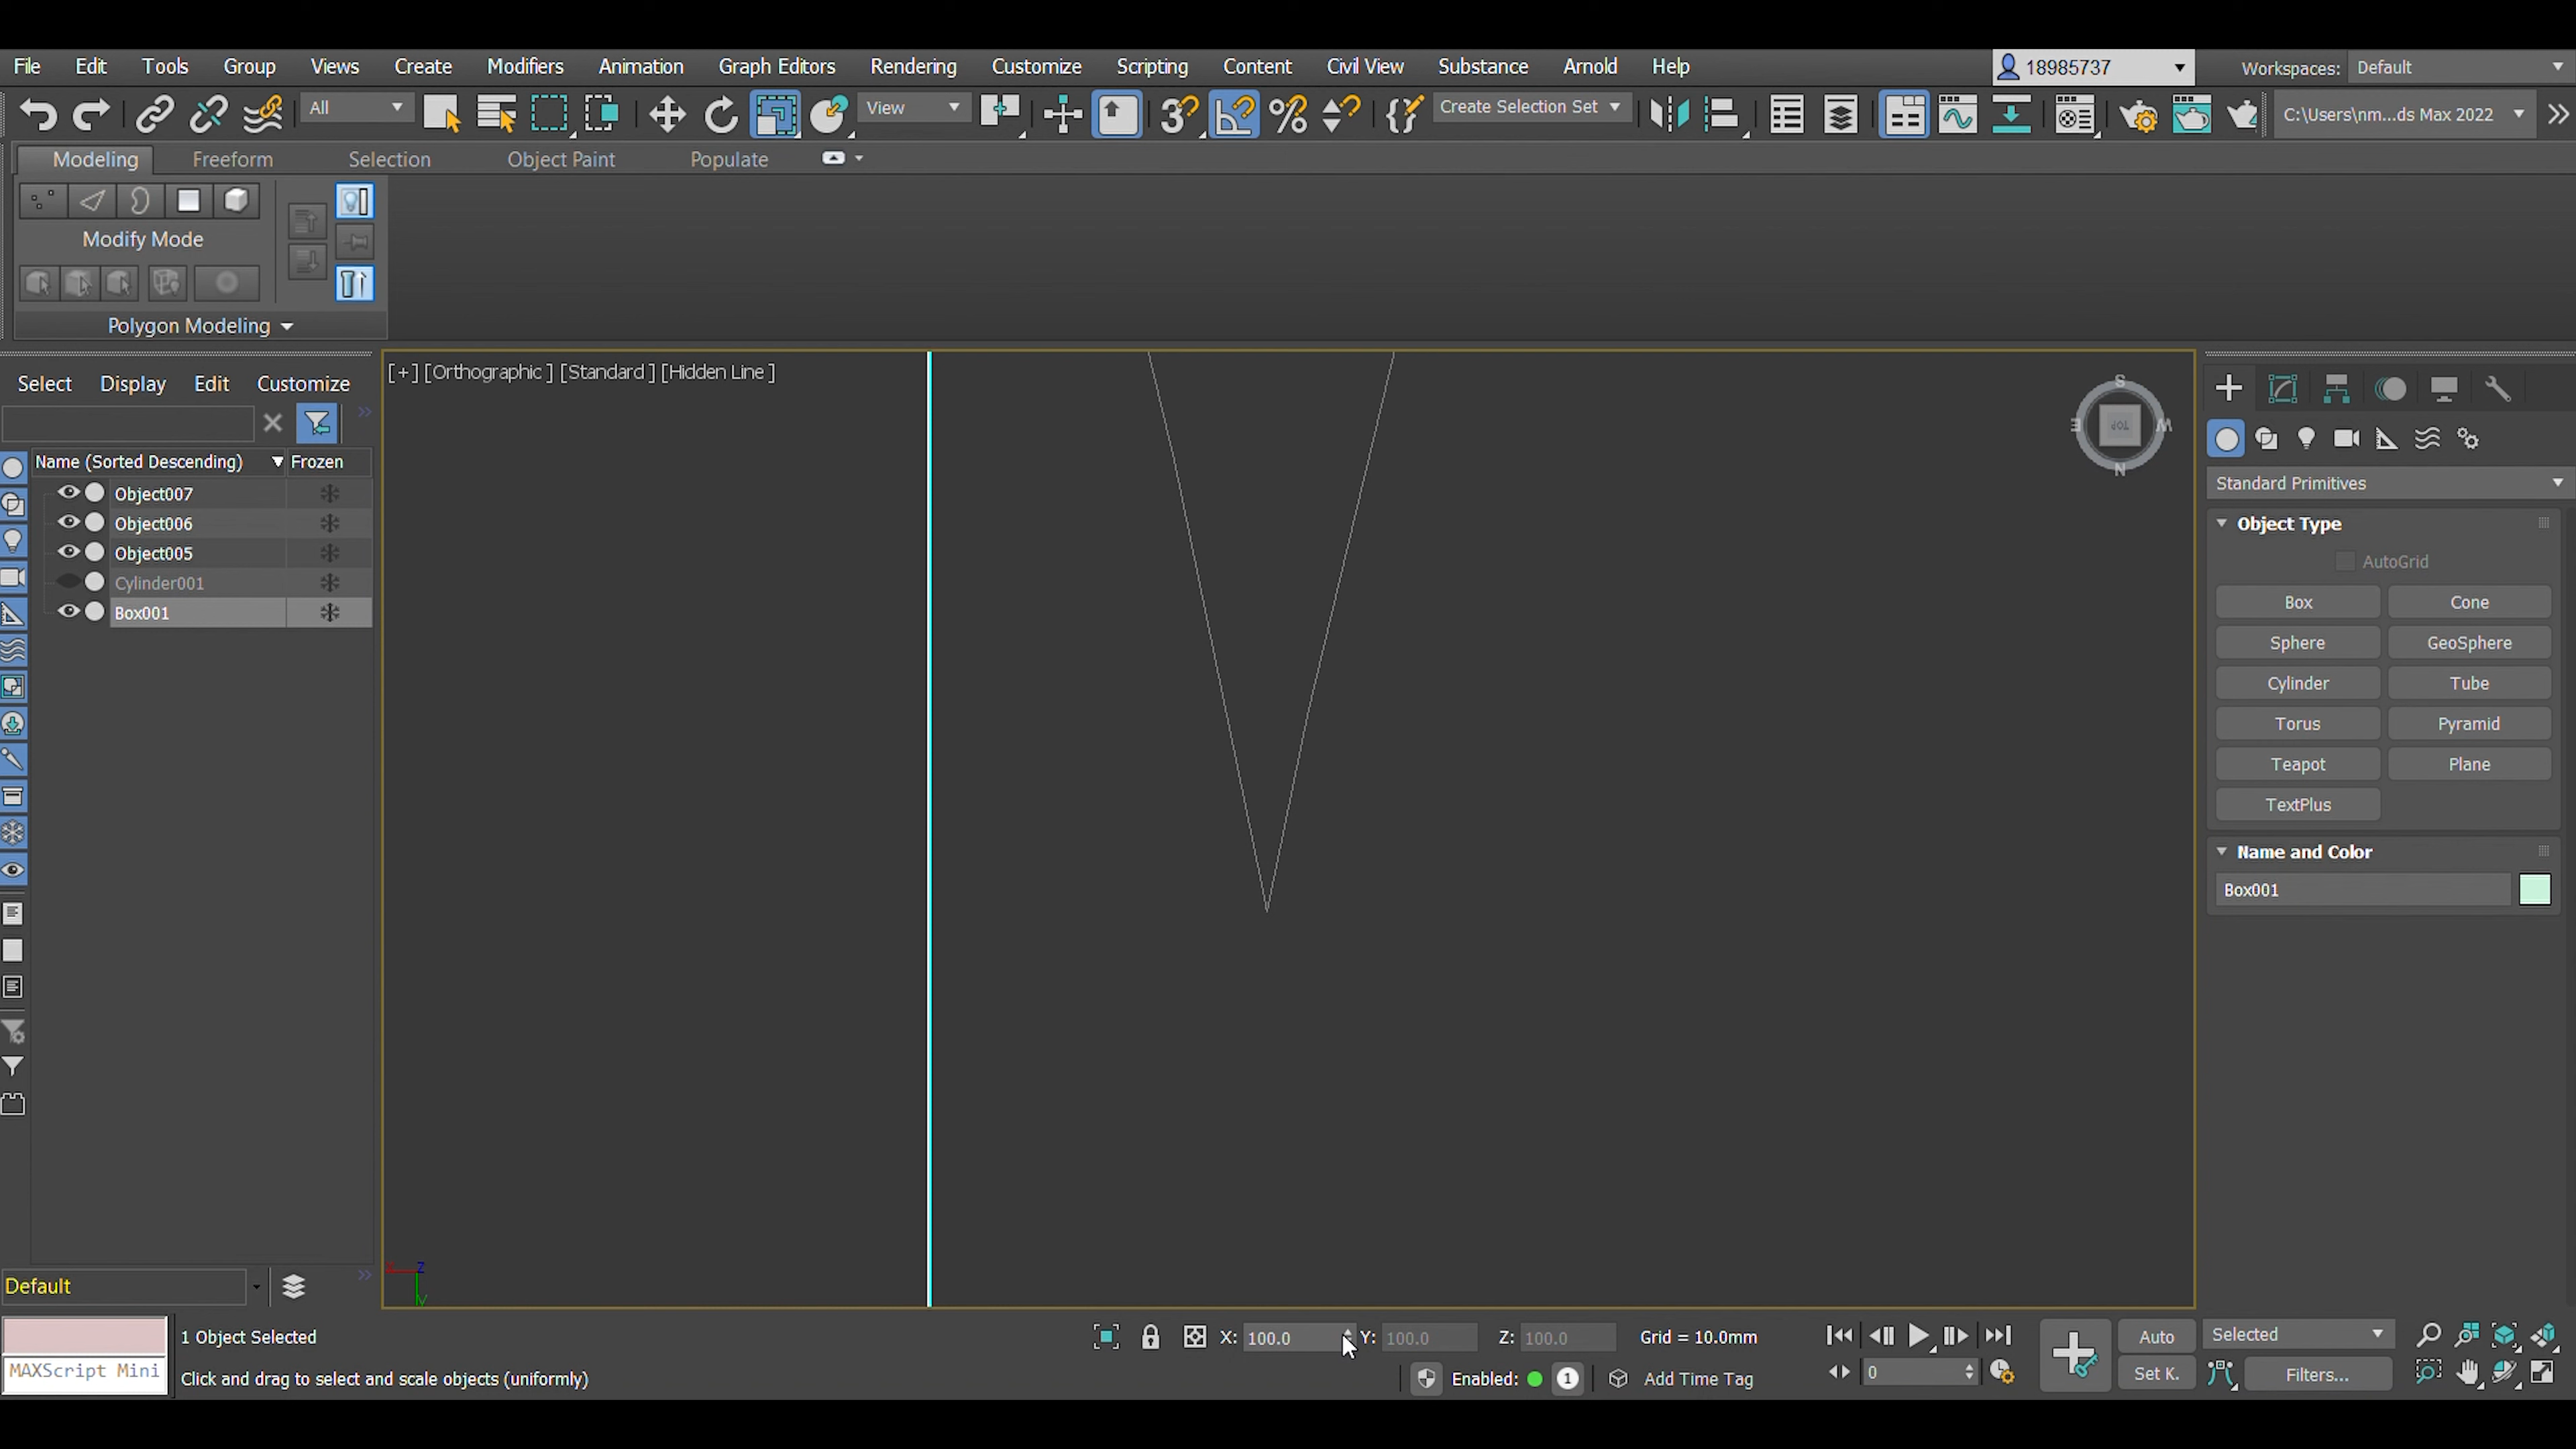 File Edit Tools Group Views Create Modifiers Animation Graph Editors Rendering Customize Scripting Content Civil View Substance Arnold Help 18985737 Workspaces: Default
All View Create Selection Set C:\Users\nm...ds Max 2022
Modeling Freeform Selection Object Paint Populate
Modify Mode
Polygon Modeling
Select Display Edit Customize
Name (Sorted Descending) Frozen
Object007
Object006
Object005
Cylinder001
Box001
Default
[+] [Orthographic ] [Standard ] [Hidden Line ]
S
E TOP W
N
z
y
Standard Primitives
Object Type
AutoGrid
Box Cone
Sphere GeoSphere
Cylinder Tube
Torus Pyramid
Teapot Plane
TextPlus
Name and Color
Box001
1 Object Selected X: 100.0 Y: 100.0 Z: 100.0 Grid = 10.0mm Auto Selected
MAXScript Mini Click and drag to select and scale objects (uniformly) Enabled: 1 Add Time Tag 0 Set K. Filters...